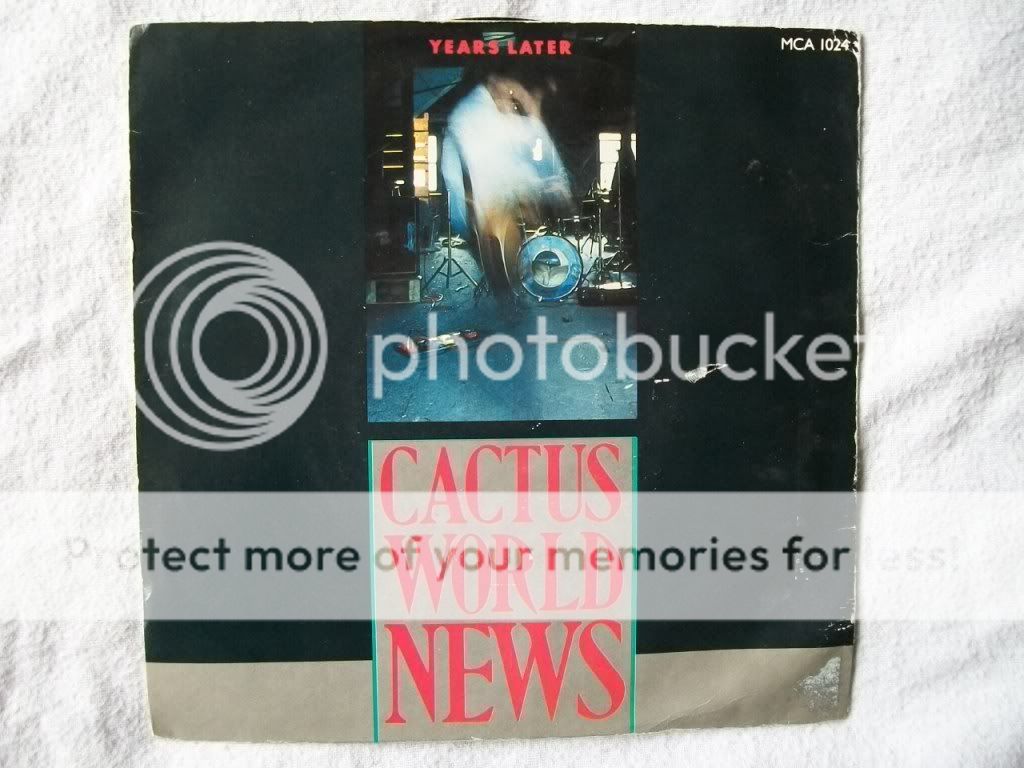 YEARS LATER
MCA 1024
photobucket
CACTUS
Protect more of your memories for less!
WORLD
NEWS